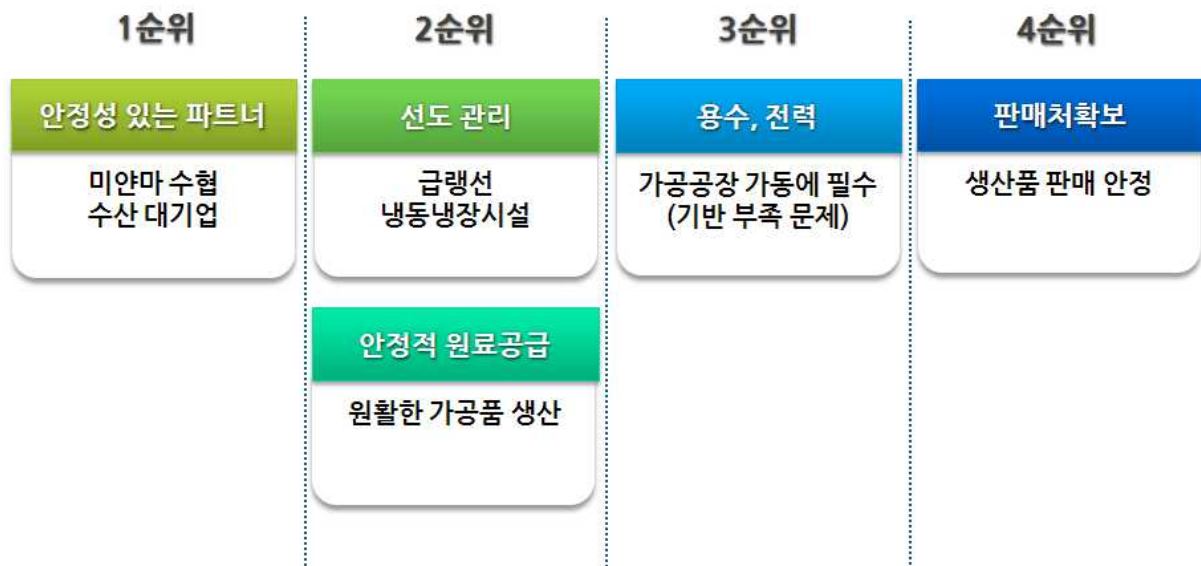 1순위
2순위
3순위
4순위
안정성 있는 파트너
미얀마 수협
수산 대기업
선도 관리
급랭선
냉동냉장시설
안정적 원료공급
원활한 가공품 생산
용수, 전력
가공공장 가동에 필수
(기반 부족 문제)
판매처확보
생산품 판매 안정